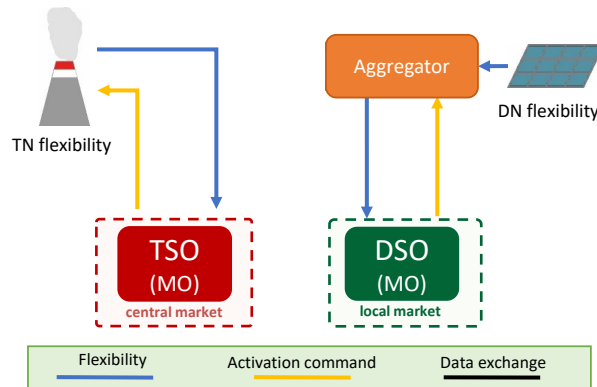 Aggregator
TN flexibility
DN flexibility
TSO
(MO)
central market
DSO
(MO)
local market
Flexibility
Activation command
Data exchange